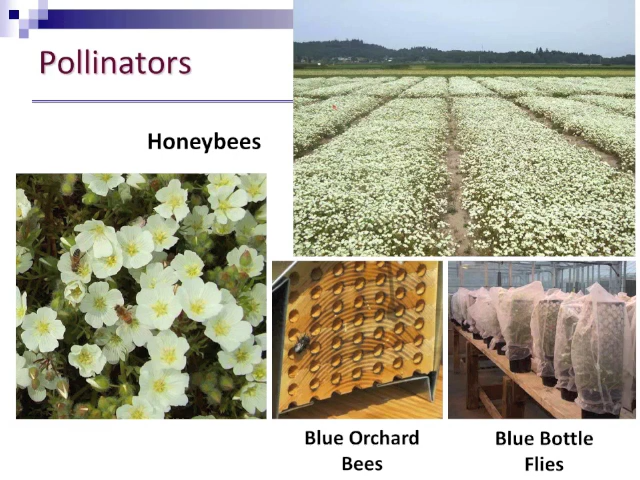 Pollinators
Honeybees
Blue Orchard
Bees
Blue Bottle
Flies